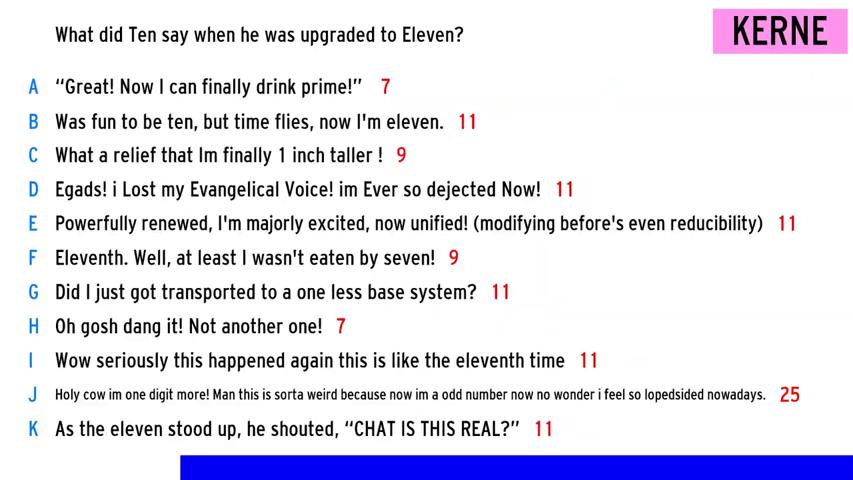 What did Ten say when he was upgraded to Eleven?
KERNE
A “Great! Now I can finally drink prime!” 7
B Was fun to be ten, but time flies, now I'm eleven. 11
C What a relief that Im finally 1 inch taller ! 9
D Egads! i Lost my Evangelical Voice! im Ever so dejected Now! 11
E Powerfully renewed, I'm majorly excited, now unified! (modifying before's even reducibility) 11
F Eleventh. Well, at least I wasn't eaten by seven! 9
G Did I just got transported to a one less base system? 11
H Oh gosh dang it! Not another one! 7
I Wow seriously this happened again this is like the eleventh time 11
J Holy cow im one digit more! Man this is sorta weird because now im a odd number now no wonder i feel so lopedsided nowadays. 25
K As the eleven stood up, he shouted, “CHAT IS THIS REAL?” 11